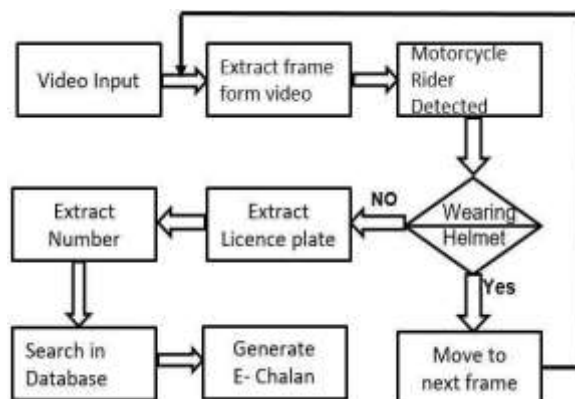 Video Input
Extract frame
form video
Motorcycle
Rider
Detected
Wearing
Helmet
NO
Yes
Extract
Licence plate
Extract
Number
Search in
Database
Generate
E- Chalan
Move to
next frame